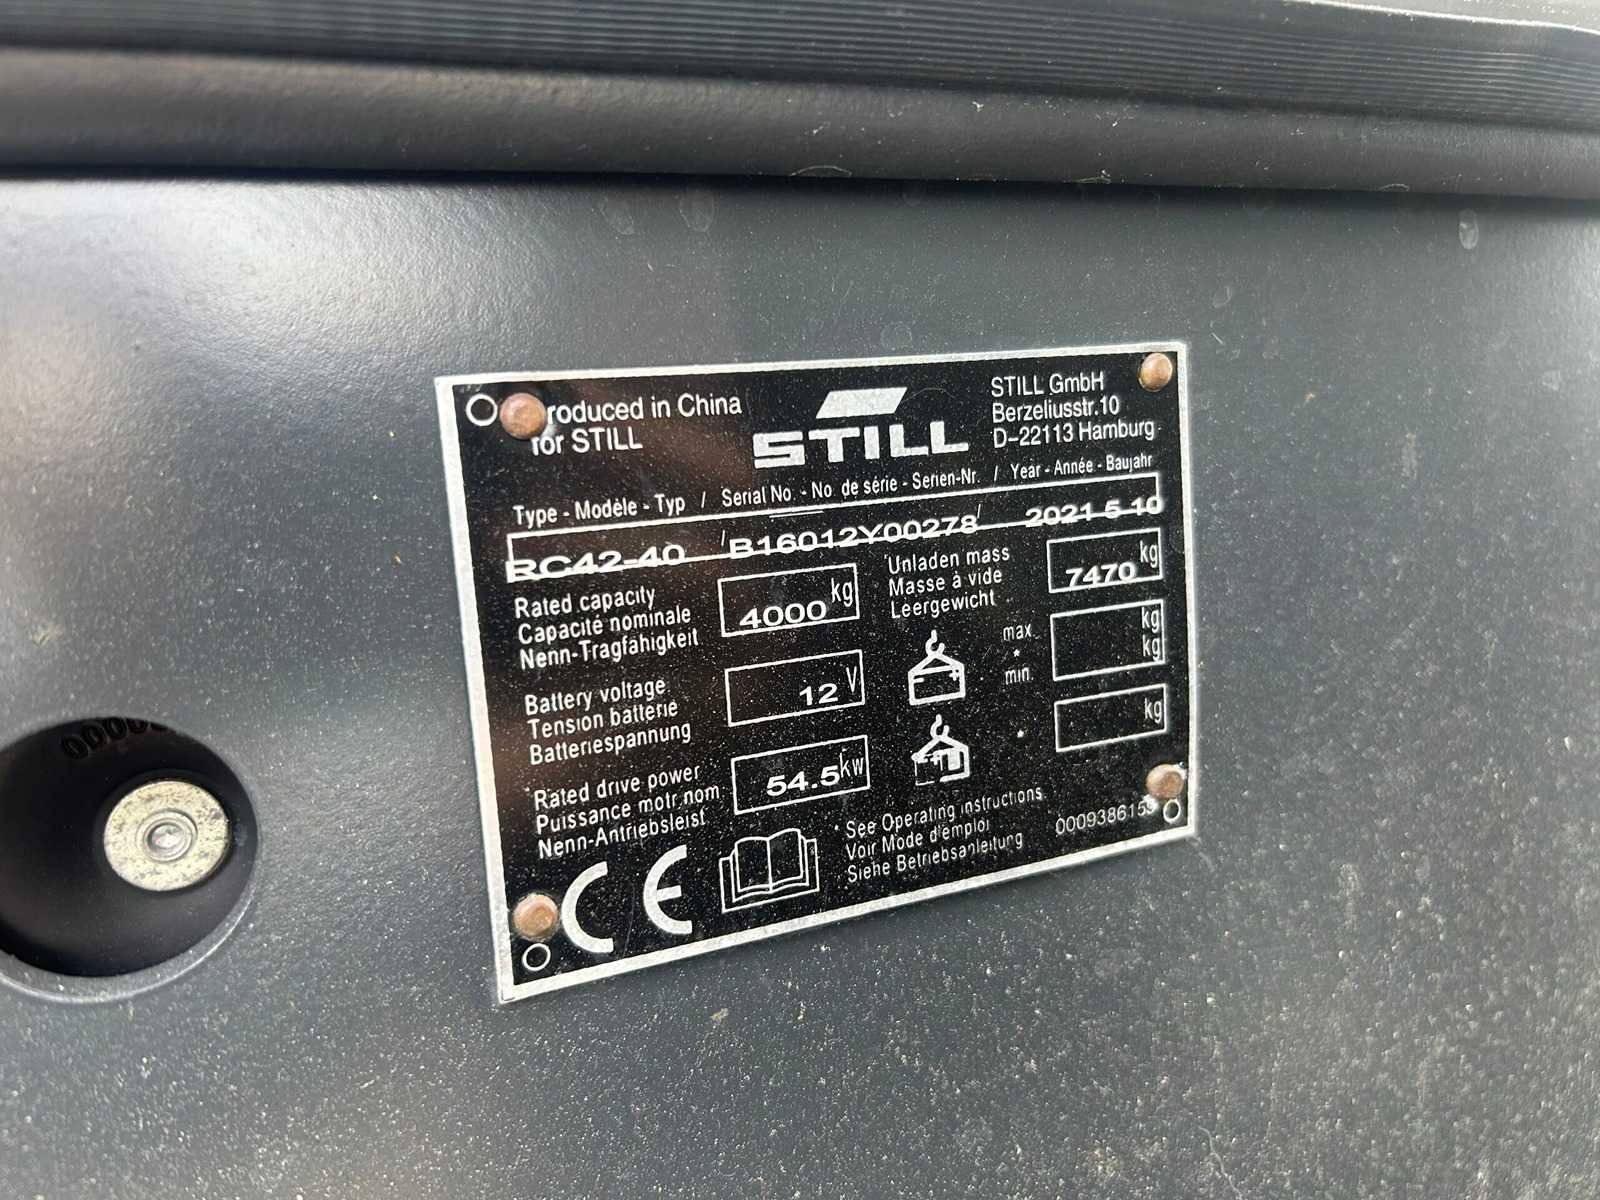 roduced in China
for STILL
STILL
STILL GmbH
Berzeliusstr.10
D-22113 Hamburg
Type - Modèle - Typ / Serial No. - No. de série - Serien-Nr. / Year - Année - Baujahr
RC42-40 / B16012Y00278 / 2021 5 10
Rated capacity
Capacité nominale
Nenn-Tragfähigkeit
4000 kg
Unladen mass
Masse à vide
Leergewicht
7470 kg
Battery voltage
Tension batterie
Batteriespannung
12 V
max. kg
*
min. kg
* kg
*Rated drive power
Puissance motr.nom
Nenn-Antriebsleist
54.5 kw
CE
* See Operating instructions.
Voir Mode d'emploi
Siehe Betriebsanleitung